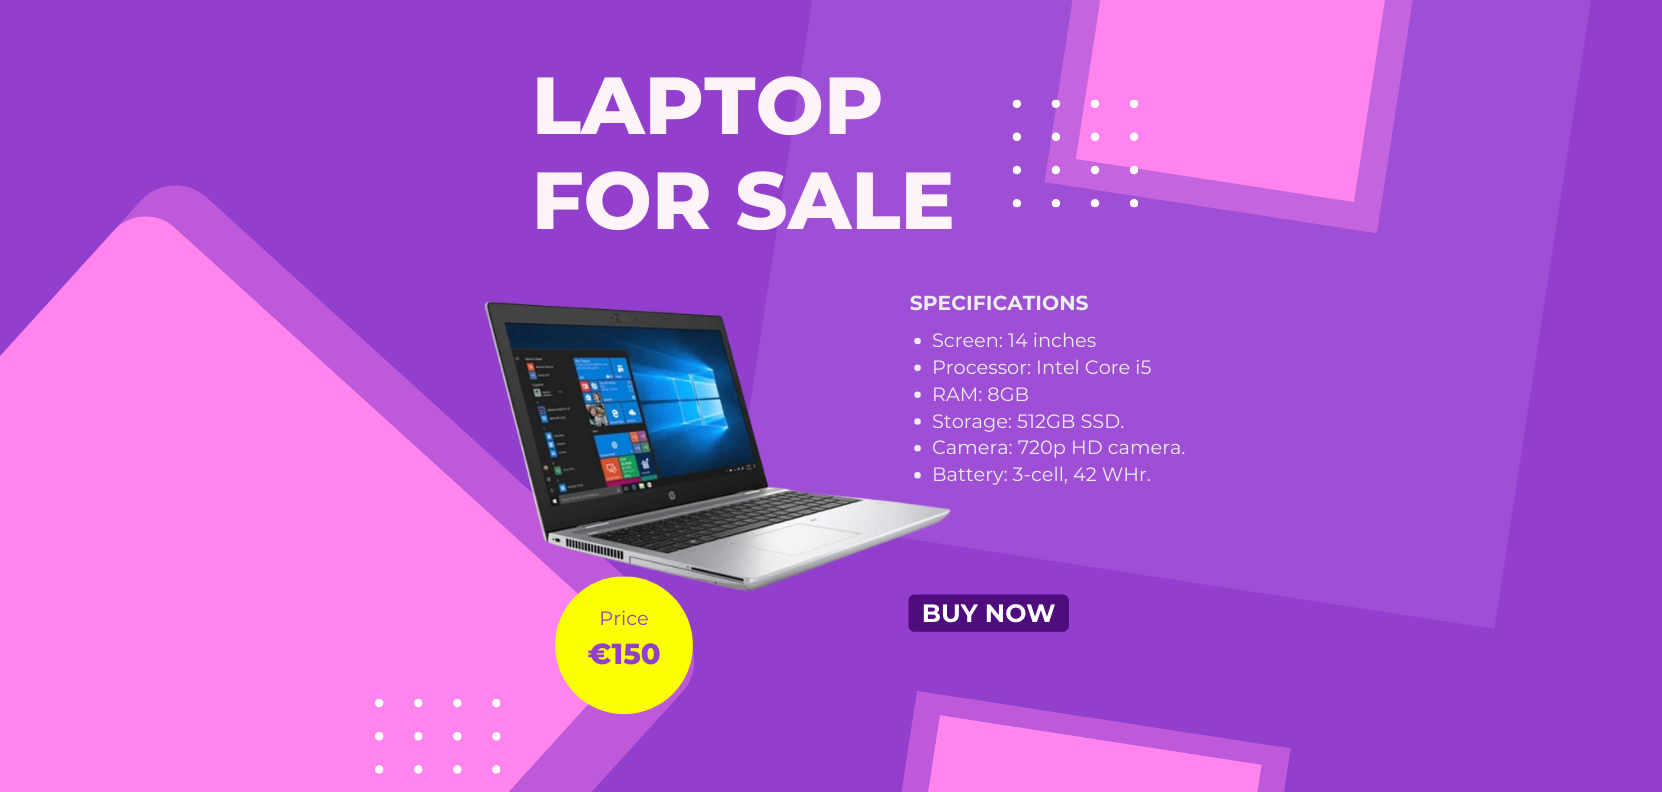 LAPTOP
FOR SALE
SPECIFICATIONS
Screen: 14 inches
Processor: Intel Core i5
RAM: 8GB
Storage: 512GB SSD.
Camera: 720p HD camera.
Battery: 3-cell, 42 WHr.
Price
€150
BUY NOW